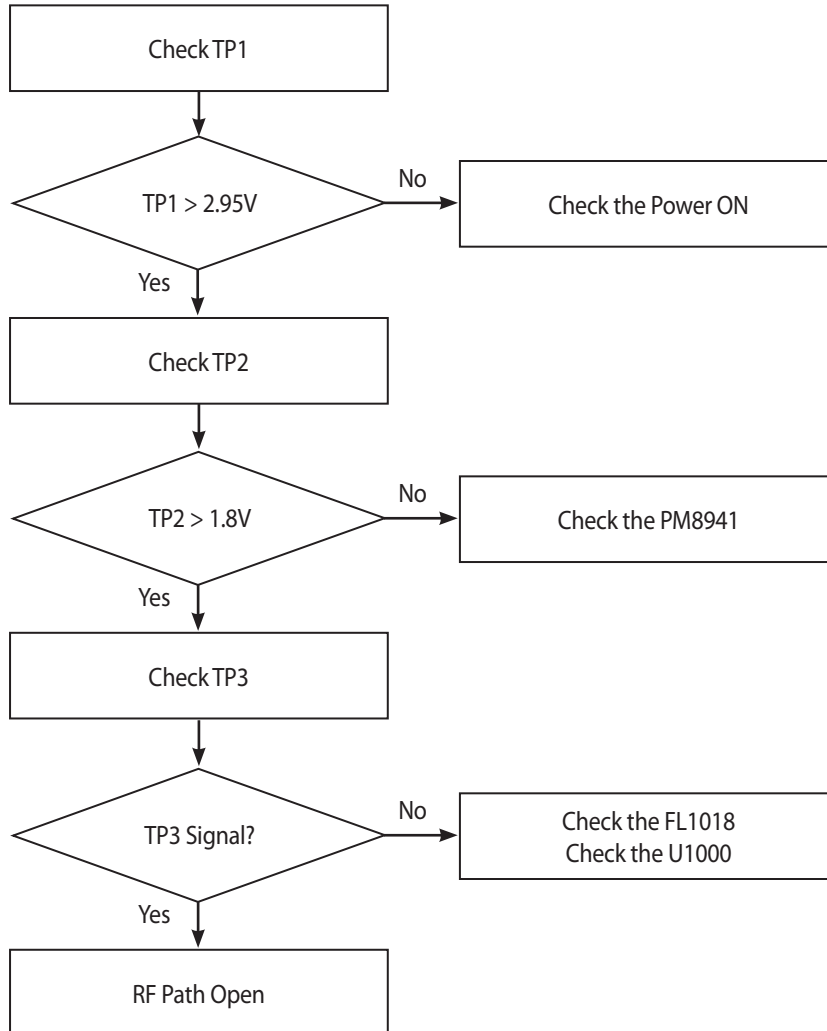 Check TP1
TP1 > 2.95V
No
Check the Power ON
Yes
Check TP2
TP2 > 1.8V
No
Check the PM8941
Yes
Check TP3
TP3 Signal?
No
Check the FL1018
Check the U1000
Yes
RF Path Open